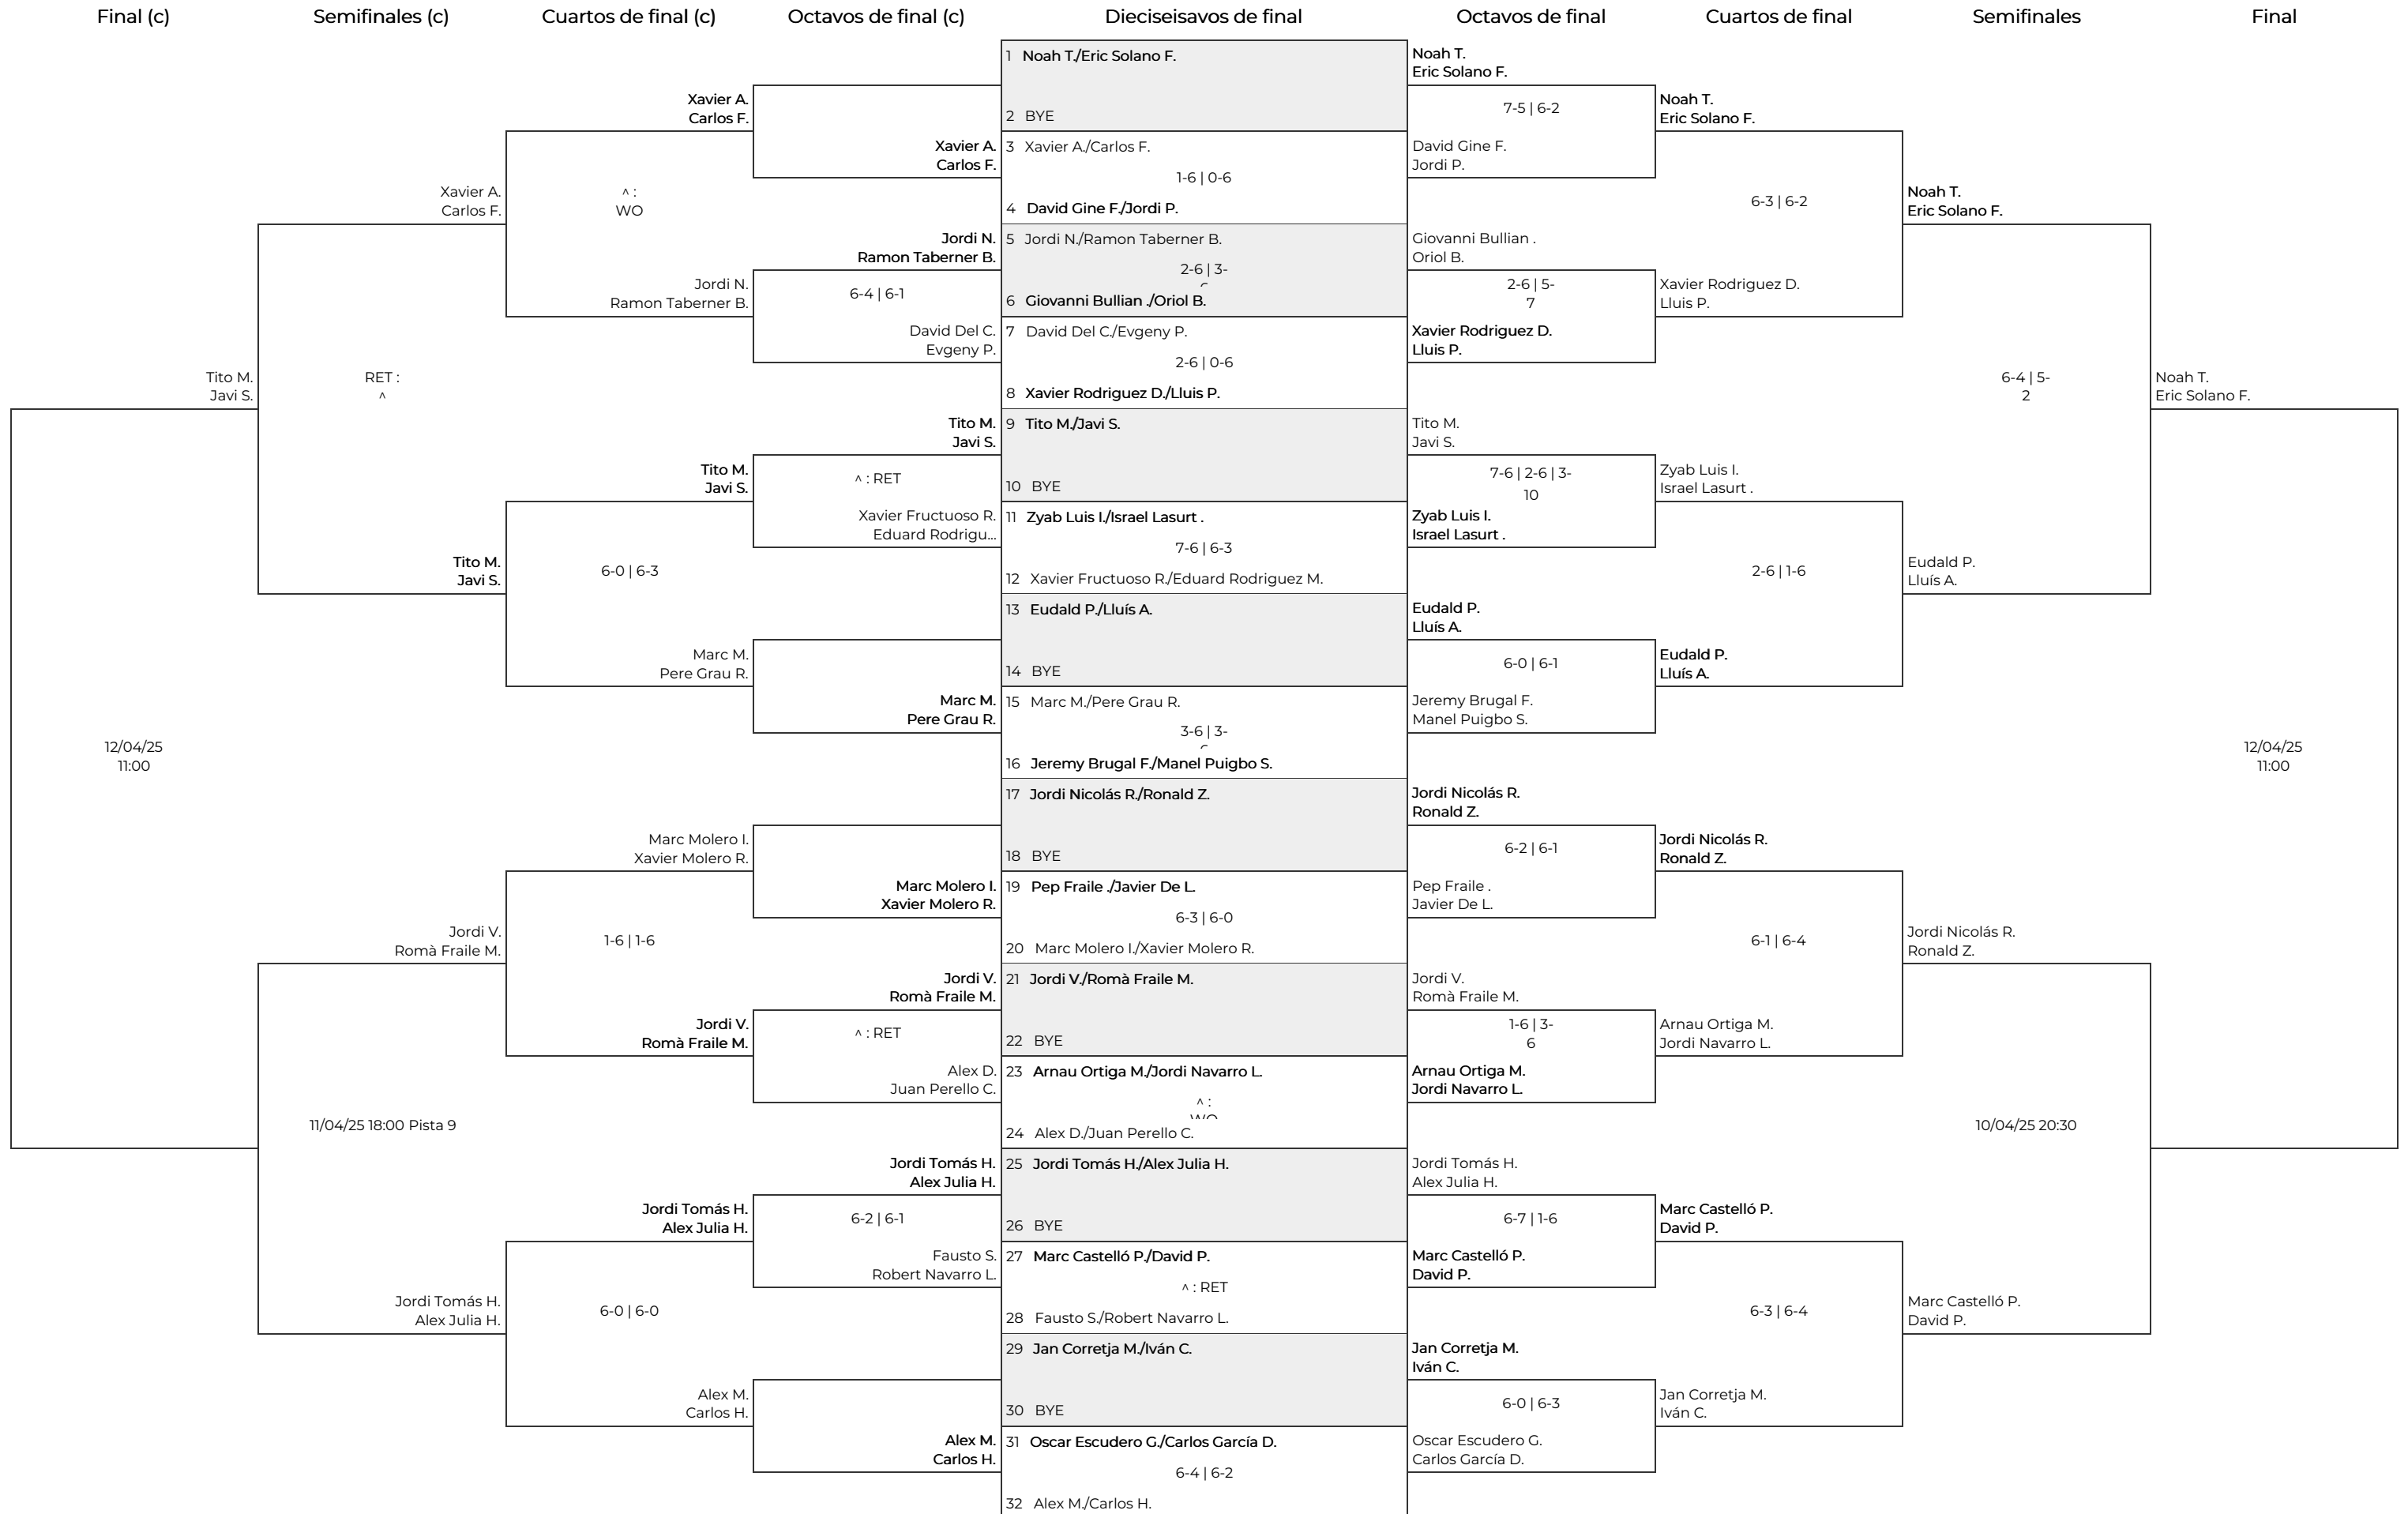 Final (c)
Semifinales (c)
Cuartos de final (c)
Octavos de final (c)
Dieciseisavos de final
Octavos de final
Cuartos de final
Semifinales
Final
Tito M.
Javi S.
12/04/25
11:00
Xavier A.
Carlos F.
RET :
^
Tito M.
Javi S.
Jordi V.
Romà Fraile M.
11/04/25 18:00 Pista 9
Jordi Tomás H.
Alex Julia H.
Xavier A.
Carlos F.
^ :
WO
Jordi N.
Ramon Taberner B.
Tito M.
Javi S.
6-0 | 6-3
Marc M.
Pere Grau R.
Marc Molero I.
Xavier Molero R.
1-6 | 1-6
Jordi V.
Romà Fraile M.
Jordi Tomás H.
Alex Julia H.
6-0 | 6-0
Alex M.
Carlos H.
Xavier A.
Carlos F.
Jordi N.
Ramon Taberner B.
6-4 | 6-1
David Del C.
Evgeny P.
Tito M.
Javi S.
^ : RET
Xavier Fructuoso R.
Eduard Rodrigu...
Marc M.
Pere Grau R.
Marc Molero I.
Xavier Molero R.
Jordi V.
Romà Fraile M.
^ : RET
Alex D.
Juan Perello C.
Jordi Tomás H.
Alex Julia H.
6-2 | 6-1
Fausto S.
Robert Navarro L.
Alex M.
Carlos H.
1 Noah T./Eric Solano F.
2 BYE
3 Xavier A./Carlos F.
1-6 | 0-6
4 David Gine F./Jordi P.
5 Jordi N./Ramon Taberner B.
2-6 | 3-
6 Giovanni Bullian ./Oriol B.
7 David Del C./Evgeny P.
2-6 | 0-6
8 Xavier Rodriguez D./Lluis P.
9 Tito M./Javi S.
10 BYE
11 Zyab Luis I./Israel Lasurt .
7-6 | 6-3
12 Xavier Fructuoso R./Eduard Rodriguez M.
13 Eudald P./Lluís A.
14 BYE
15 Marc M./Pere Grau R.
3-6 | 3-
16 Jeremy Brugal F./Manel Puigbo S.
17 Jordi Nicolás R./Ronald Z.
18 BYE
19 Pep Fraile ./Javier De L.
6-3 | 6-0
20 Marc Molero I./Xavier Molero R.
21 Jordi V./Romà Fraile M.
22 BYE
23 Arnau Ortiga M./Jordi Navarro L.
^ :
WO
24 Alex D./Juan Perello C.
25 Jordi Tomás H./Alex Julia H.
26 BYE
27 Marc Castelló P./David P.
^ : RET
28 Fausto S./Robert Navarro L.
29 Jan Corretja M./Iván C.
30 BYE
31 Oscar Escudero G./Carlos García D.
6-4 | 6-2
32 Alex M./Carlos H.
Noah T.
Eric Solano F.
7-5 | 6-2
David Gine F.
Jordi P.
Giovanni Bullian .
Oriol B.
2-6 | 5-
7
Xavier Rodriguez D.
Lluis P.
Tito M.
Javi S.
7-6 | 2-6 | 3-
10
Zyab Luis I.
Israel Lasurt .
Eudald P.
Lluís A.
6-0 | 6-1
Jeremy Brugal F.
Manel Puigbo S.
Jordi Nicolás R.
Ronald Z.
6-2 | 6-1
Pep Fraile .
Javier De L.
Jordi V.
Romà Fraile M.
1-6 | 3-
6
Arnau Ortiga M.
Jordi Navarro L.
Jordi Tomás H.
Alex Julia H.
6-7 | 1-6
Marc Castelló P.
David P.
Jan Corretja M.
Iván C.
6-0 | 6-3
Oscar Escudero G.
Carlos García D.
Noah T.
Eric Solano F.
6-3 | 6-2
Xavier Rodriguez D.
Lluis P.
Zyab Luis I.
Israel Lasurt .
2-6 | 1-6
Eudald P.
Lluís A.
Jordi Nicolás R.
Ronald Z.
6-1 | 6-4
Arnau Ortiga M.
Jordi Navarro L.
Marc Castelló P.
David P.
6-3 | 6-4
Jan Corretja M.
Iván C.
Noah T.
Eric Solano F.
6-4 | 5-
2
Eudald P.
Lluís A.
Jordi Nicolás R.
Ronald Z.
10/04/25 20:30
Marc Castelló P.
David P.
Noah T.
Eric Solano F.
12/04/25
11:00